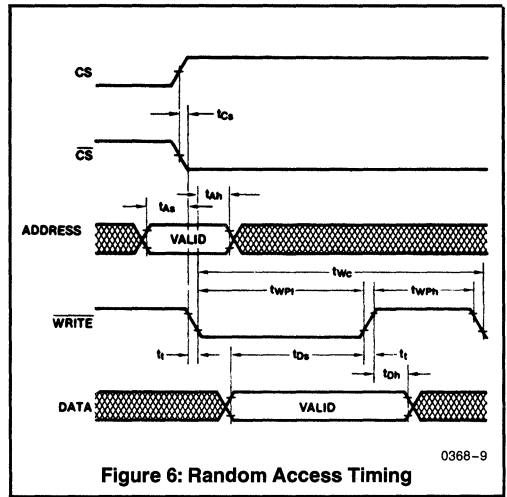 CS
tCs
CS
tAh
tAs
ADDRESS
VALID
tWc
tWPl
tWPh
WRITE
tt
tDs
tt
tDh
DATA
VALID
0368-9
Figure 6: Random Access Timing